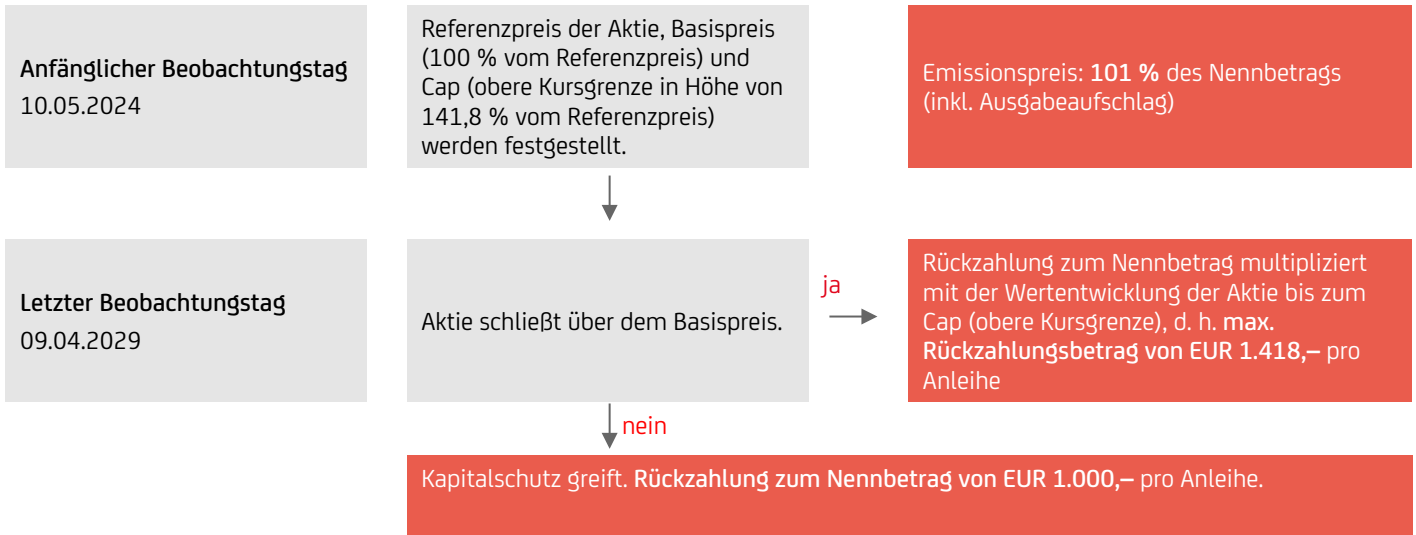 Anfänglicher Beobachtungstag
10.05.2024
Referenzpreis der Aktie, Basispreis
(100 % vom Referenzpreis) und
Cap (obere Kursgrenze in Höhe von
141,8 % vom Referenzpreis)
werden festgestellt.
Emissionspreis: 101 % des Nennbetrags
(inkl. Ausgabeaufschlag)
Letzter Beobachtungstag
09.04.2029
Aktie schließt über dem Basispreis.
ja
Rückzahlung zum Nennbetrag multipliziert
mit der Wertentwicklung der Aktie bis zum
Cap (obere Kursgrenze), d. h. max.
Rückzahlungsbetrag von EUR 1.418,– pro
Anleihe
nein
Kapitalschutz greift. Rückzahlung zum Nennbetrag von EUR 1.000,– pro Anleihe.